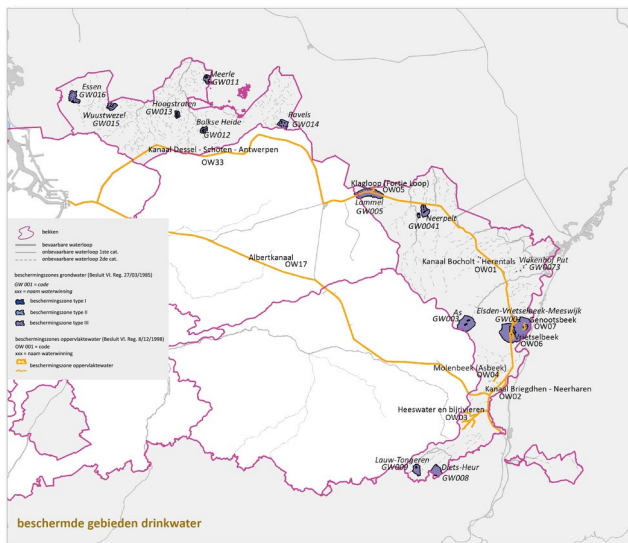 Meerle
GW011
Essen
GW016
Wuustwezel
GW015
Hoogstraten
GW013
Bolkse Heide
GW012
Ravels
GW014
Kanaal Dessel - Schoten - Antwerpen
OW33
Klagloop (Fortje Loop)
OW05
Lommel
GW005
Neerpelt
GW0041
Kanaal Bocholt - Herentals
OW01
Vlakenhof Put
GW0073
Albertkanaal
OW17
As
GW003
Eisden-Vrietselbeek-Meeswijk
GW002
Genootsbeek
OW07
Vrietselbeek
OW06
Molenbeek (Asbeek)
OW04
Kanaal Briegdhen - Neerharen
OW02
Heeswater en bijrivieren
OW03
Lauw-Tongeren
GW009
Diets-Heur
GW008
bekken
bevaarbare waterloop
onbevaarbare waterloop 1ste cat.
onbevaarbare waterloop 2de cat.
beschermingszones grondwater (Besluit Vl. Reg. 27/03/1985)
GW 001 = code
xxx = naam waterwinning
beschermingszone type I
beschermingszone type II
beschermingszone type III
beschermingszones oppervlaktewater (Besluit Vl. Reg. 8/12/1998)
OW 001 = code
xxx = naam waterwinning
beschermingszone oppervlaktewater
beschermde gebieden drinkwater